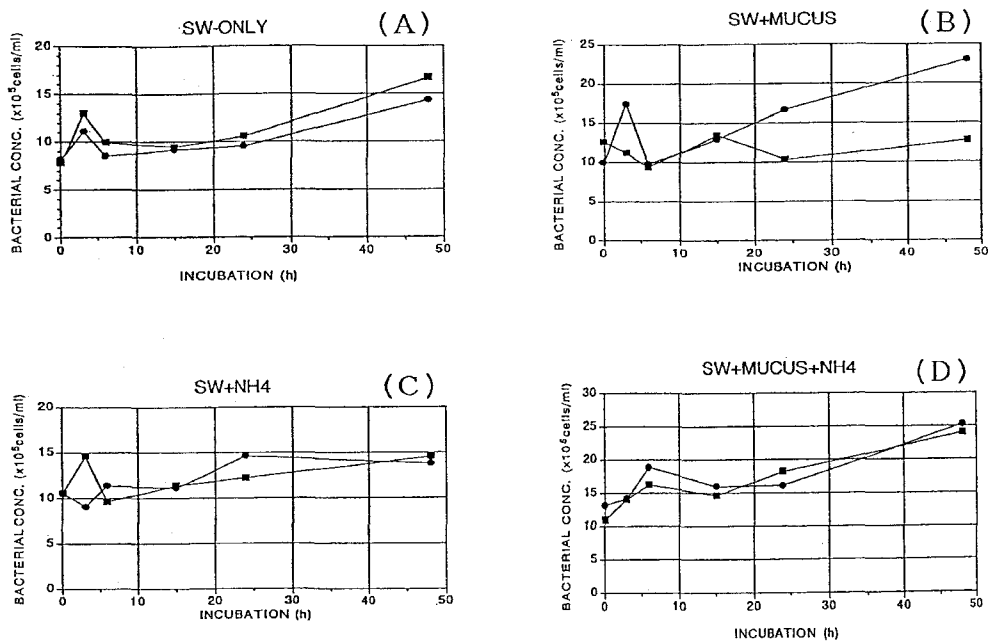 SW-ONLY (A)
BACTERIAL CONC. (x10⁵cells/ml)
20
15
10
5
0
0 10 20 30 40 50
INCUBATION (h)
SW+MUCUS (B)
BACTERIAL CONC. (x10⁵cells/ml)
25
20
15
10
5
0
0 10 20 30 40 50
INCUBATION (h)
SW+NH4 (C)
BACTERIAL CONC. (x10⁵cells/ml)
20
15
10
5
0
0 10 20 30 40 50
INCUBATION (h)
SW+MUCUS+NH4 (D)
BACTERIAL CONC. (x10⁵cells/ml)
30
25
20
15
10
5
0
0 10 20 30 40 50
INCUBATION (h)